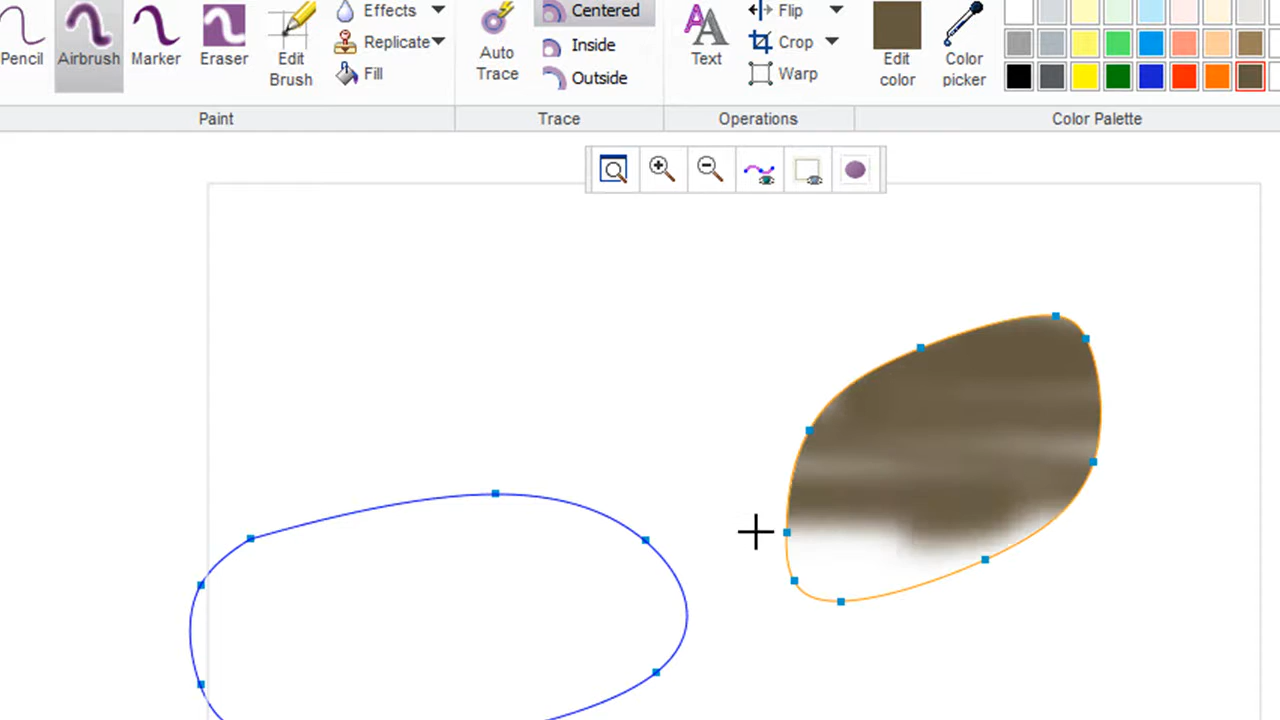 Pencil
Airbrush
Marker
Eraser
Edit
Brush
Effects
Replicate
Fill
Auto
Trace
Centered
Inside
Outside
Text
Flip
Crop
Warp
Edit
color
Color
picker
Paint
Trace
Operations
Color Palette